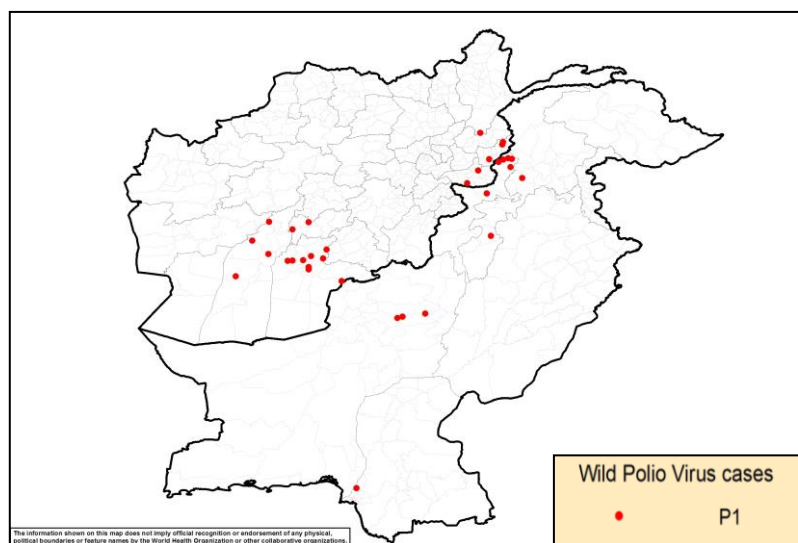 Wild Polio Virus cases
P1
The information shown on this map does not imply official recognition or endorsement of any physical,
political boundaries or feature names by the World Health Organization or other collaborative organizations.